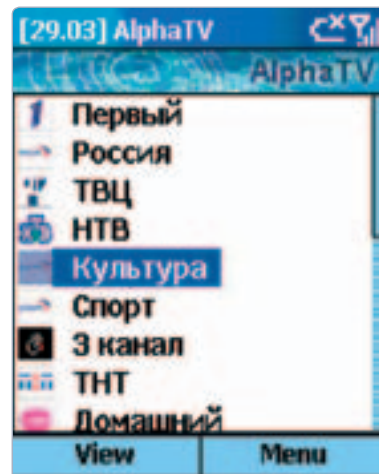 [29.03] AlphaTV
AlphaTV
Первый
Россия
ТВЦ
НТВ
Культура
Спорт
3 канал
ТНТ
Домашний
View Menu